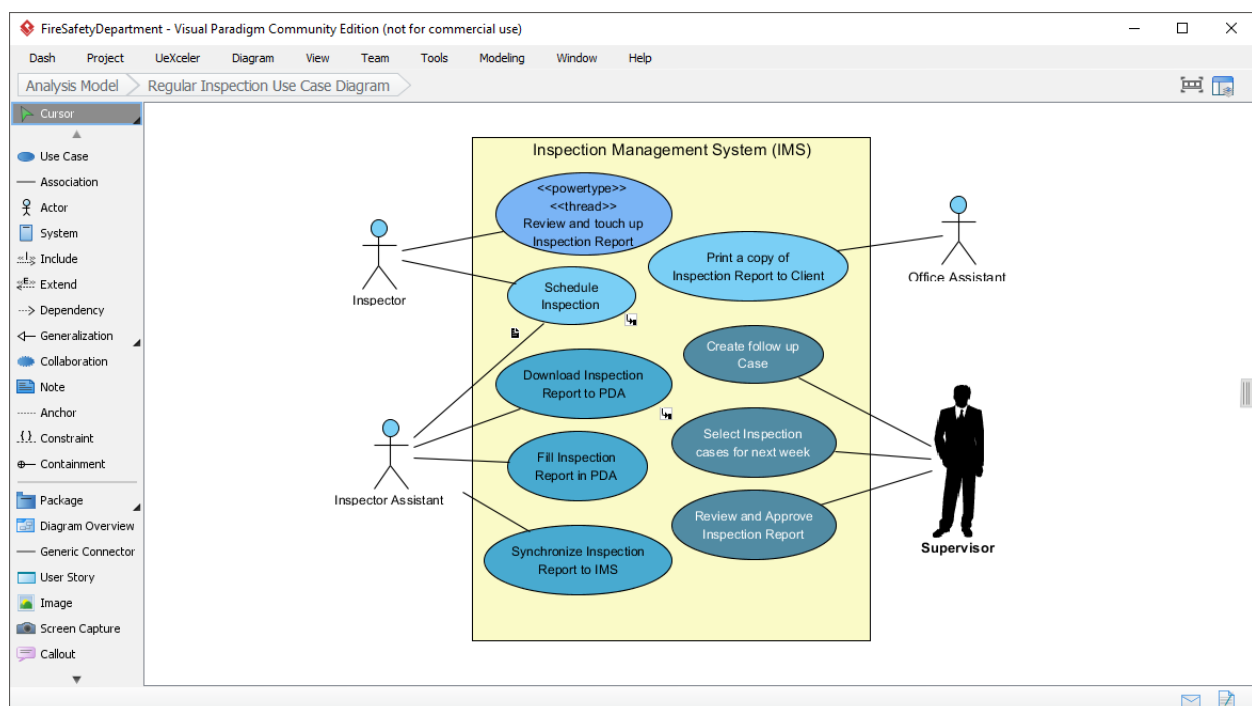 FireSafetyDepartment - Visual Paradigm Community Edition (not for commercial use)
Dash Project UeXceler Diagram View Team Tools Modeling Window Help
Analysis Model Regular Inspection Use Case Diagram
Cursor
Use Case
Association
Actor
System
Include
Extend
Dependency
Generalization
Collaboration
Note
Anchor
Constraint
Containment
Package
Diagram Overview
Generic Connector
User Story
Image
Screen Capture
Callout
Inspection Management System (IMS)
<<powertype>>
<<thread>>
Review and touch up
Inspection Report
Print a copy of
Inspection Report to Client
Office Assistant
Inspector
Schedule
Inspection
Create follow up
Case
Download Inspection
Report to PDA
Select Inspection
cases for next week
Fill Inspection
Report in PDA
Inspector Assistant
Review and Approve
Inspection Report
Supervisor
Synchronize Inspection
Report to IMS